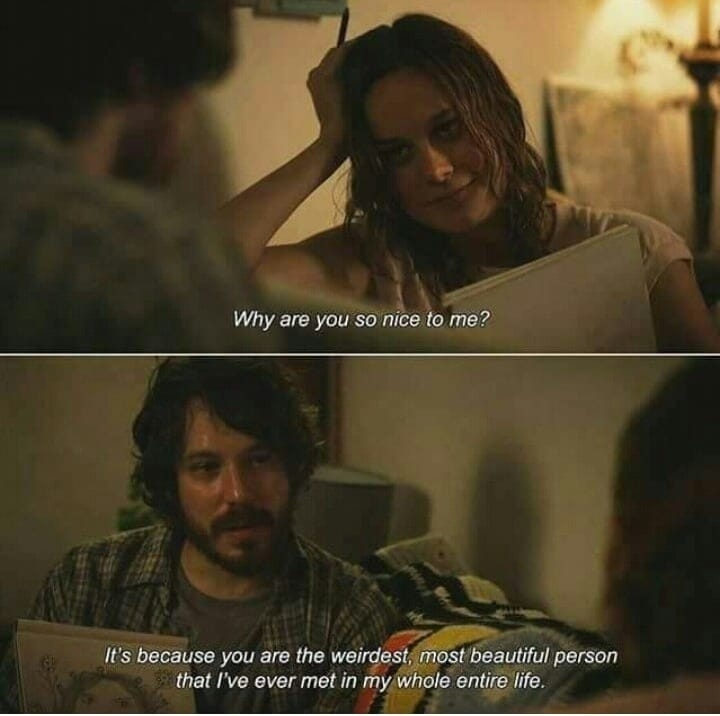 Why are you so nice to me?
It's because you are the weirdest, most beautiful person
that I've ever met in my whole entire life.